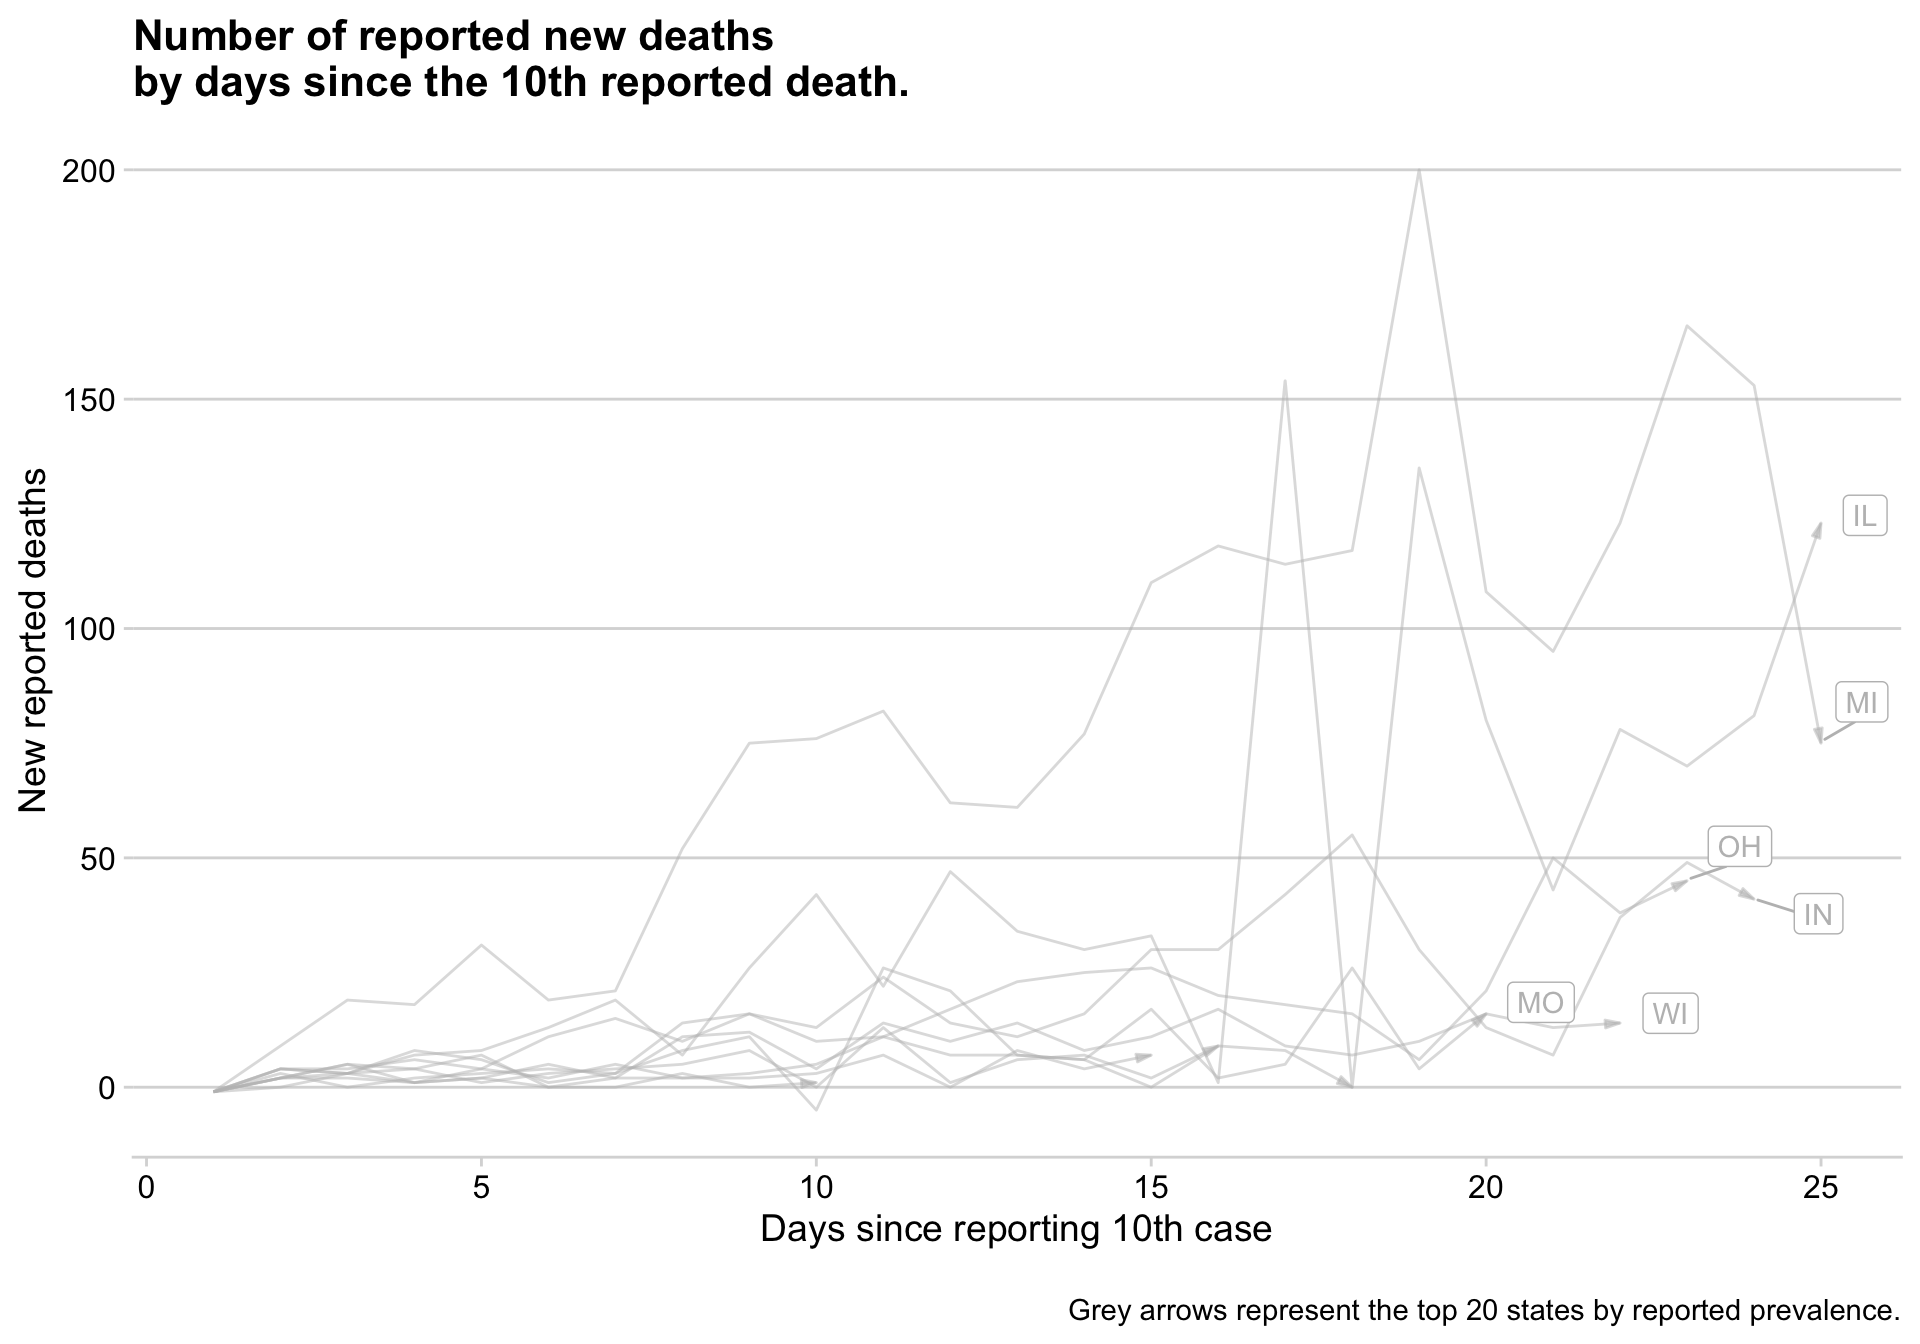 Number of reported new deaths
by days since the 10th reported death.
200
150
100
50
0
New reported deaths
IL
MI
OH
IN
MO
WI
0 5 10 15 20 25
Days since reporting 10th case
Grey arrows represent the top 20 states by reported prevalence.